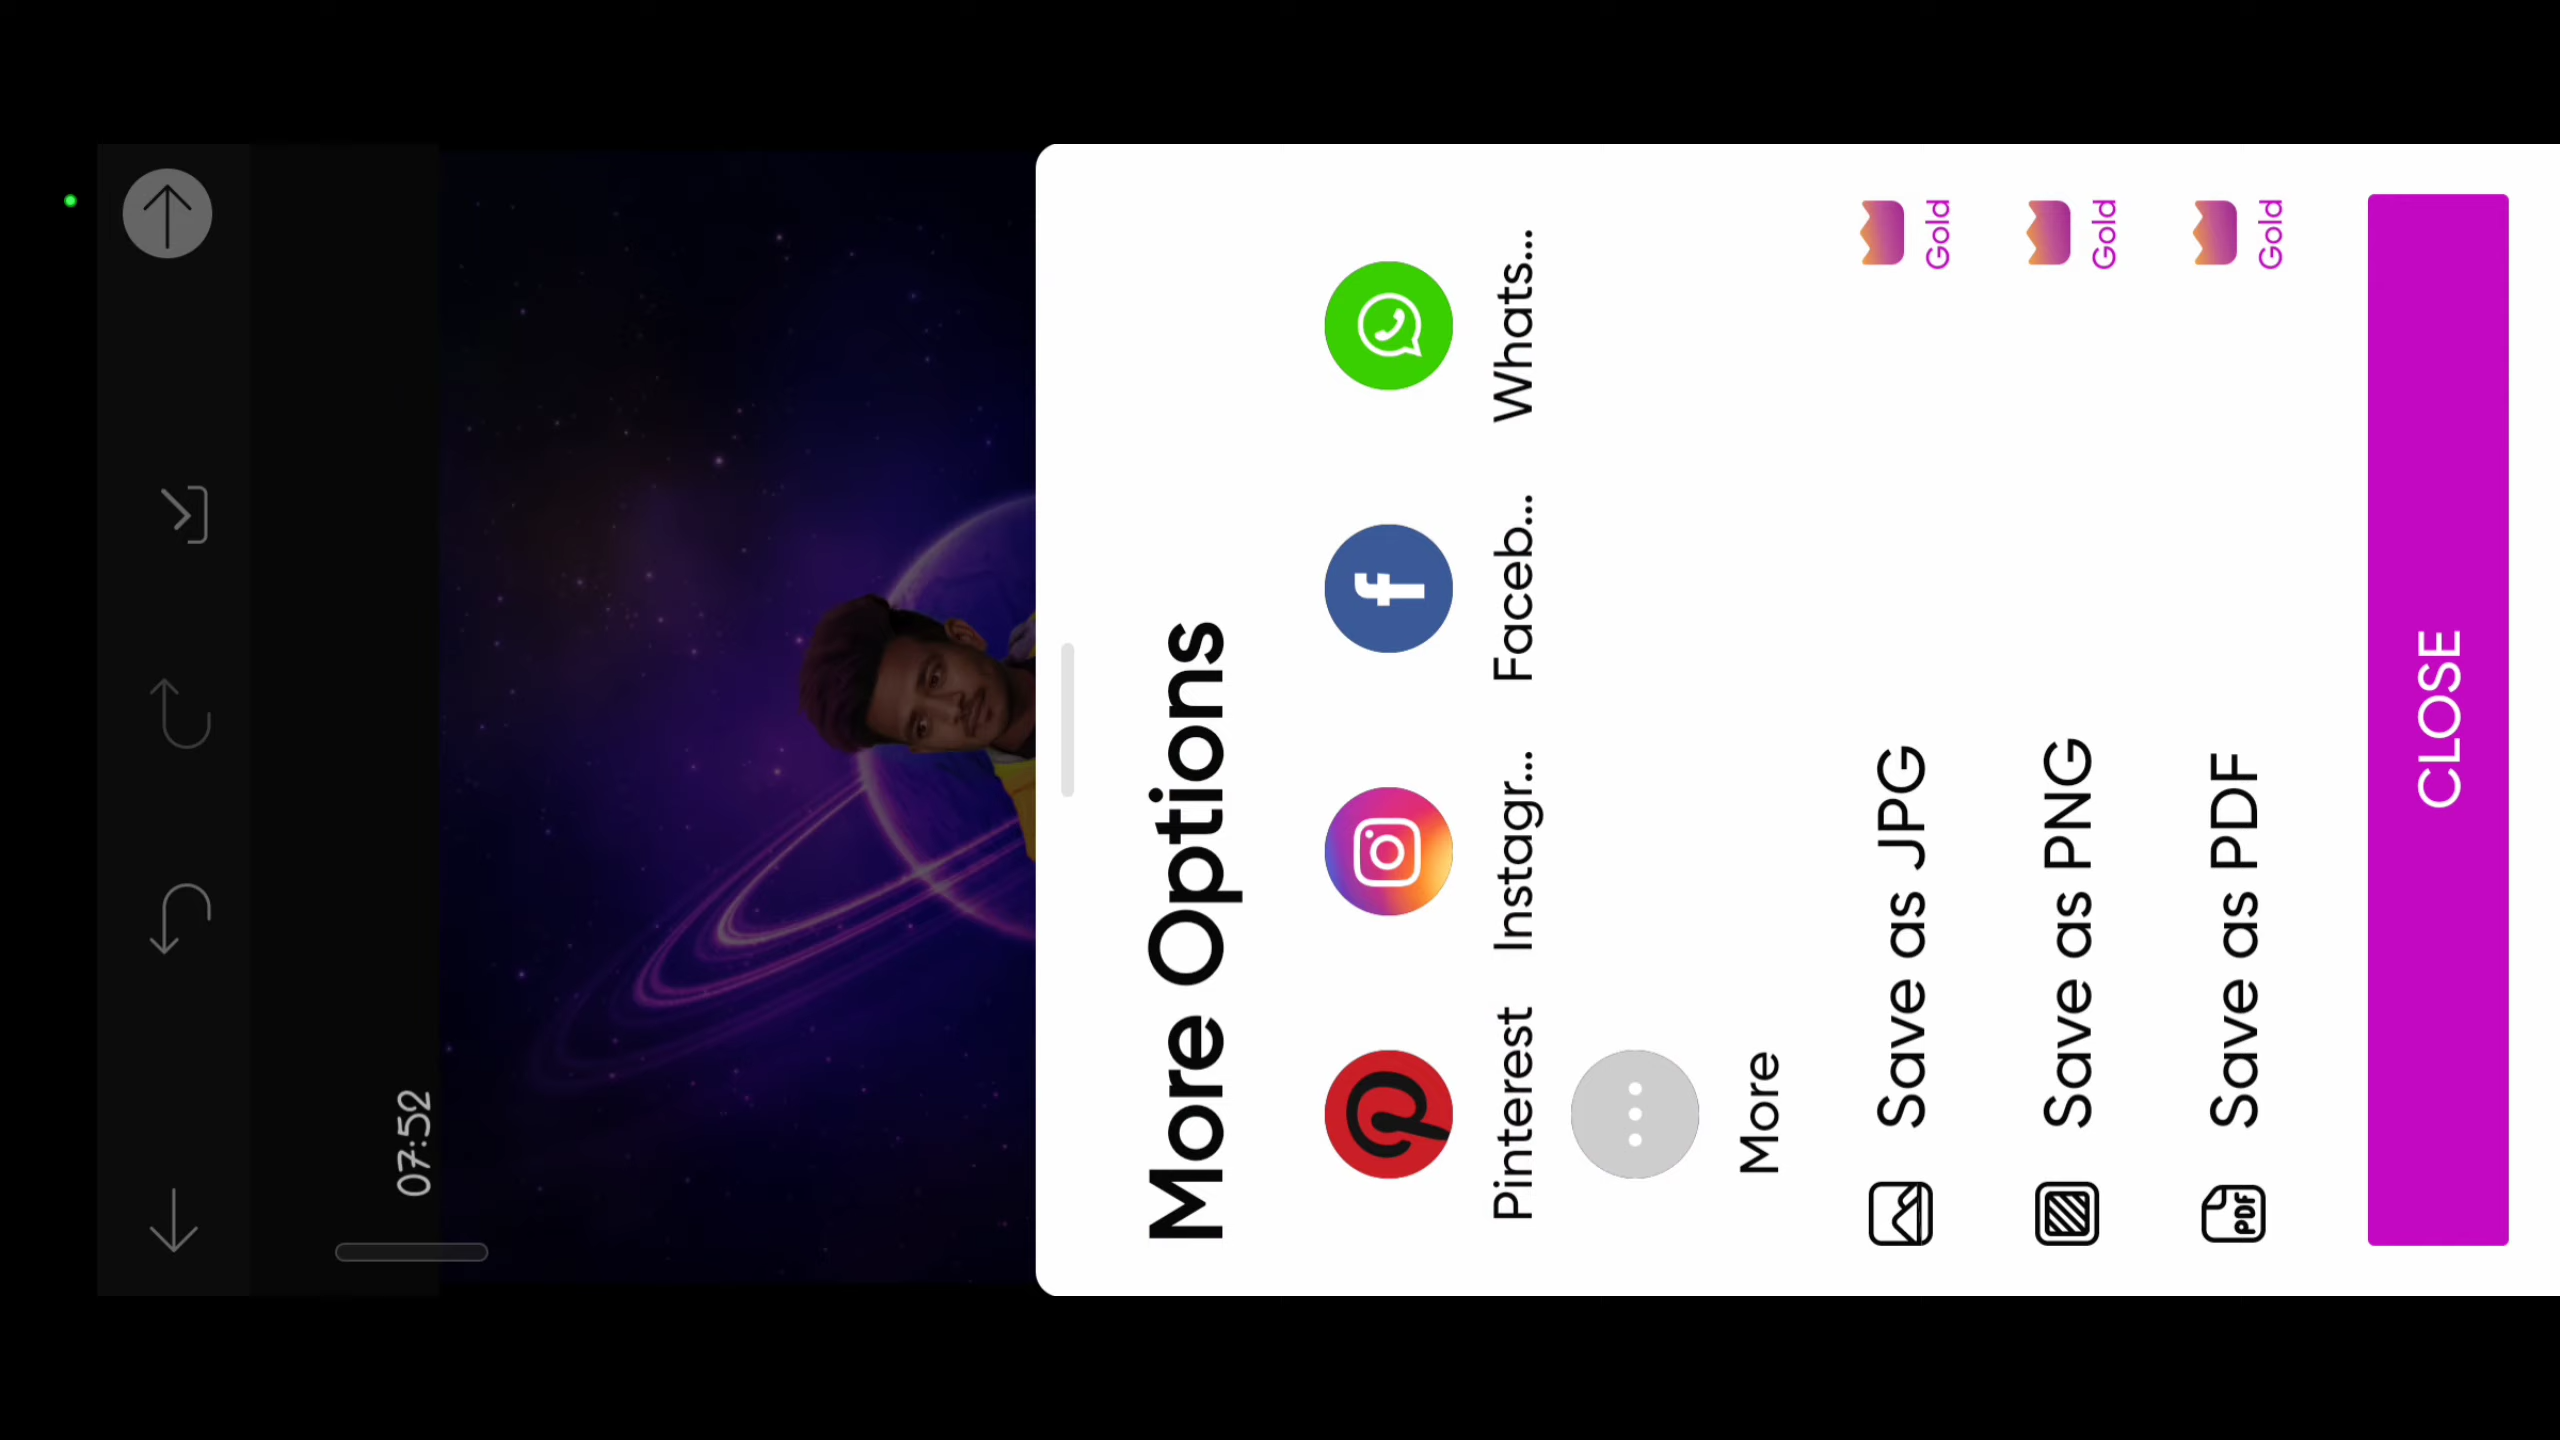 07:52
More Options
Pinterest
Instagr...
Faceb...
Whats...
More
Save as JPG
Gold
Save as PNG
Gold
PDF
Save as PDF
Gold
CLOSE